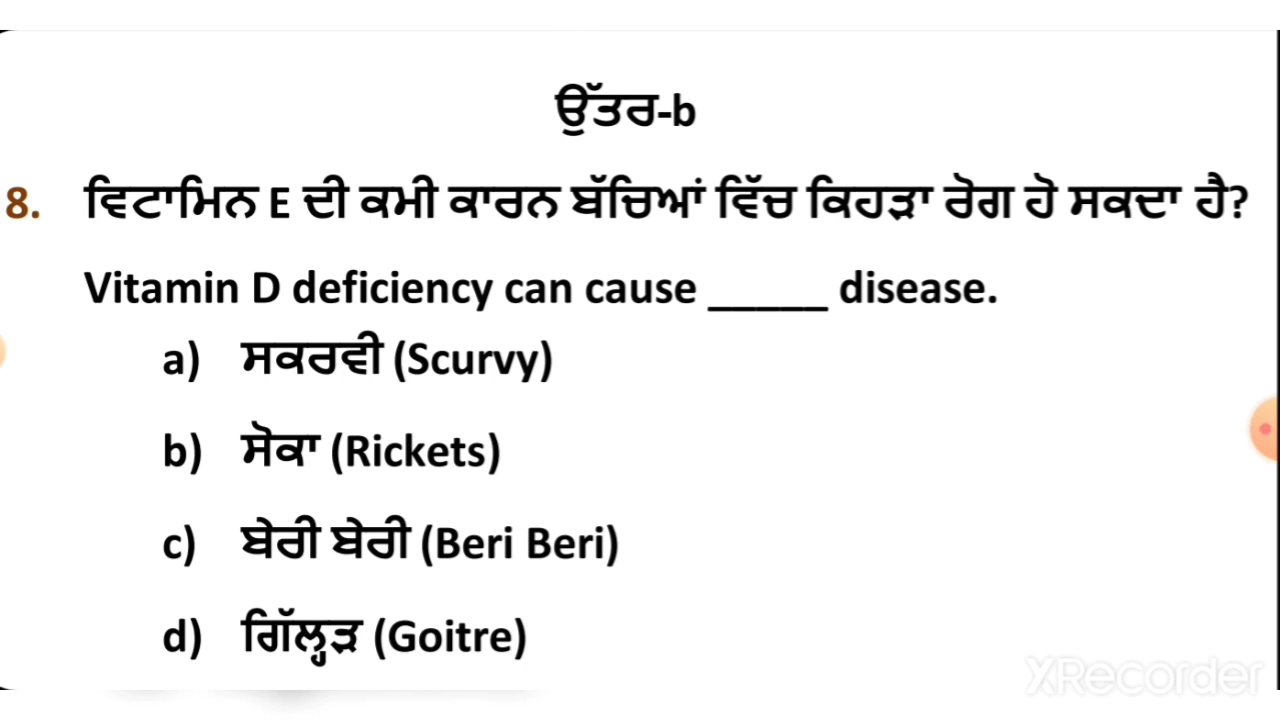 ਉੱਤਰ-b
8. ਵਿਟਾਮਿਨ E ਦੀ ਕਮੀ ਕਾਰਨ ਬੱਚਿਆਂ ਵਿੱਚ ਕਿਹੜਾ ਰੋਗ ਹੋ ਸਕਦਾ ਹੈ?
Vitamin D deficiency can cause _____ disease.
a) ਸਕਰਵੀ (Scurvy)
b) ਸੋਕਾ (Rickets)
c) ਬੇਰੀ ਬੇਰੀ (Beri Beri)
d) ਗਿੱਲ੍ਹੜ (Goitre)
XRecorder